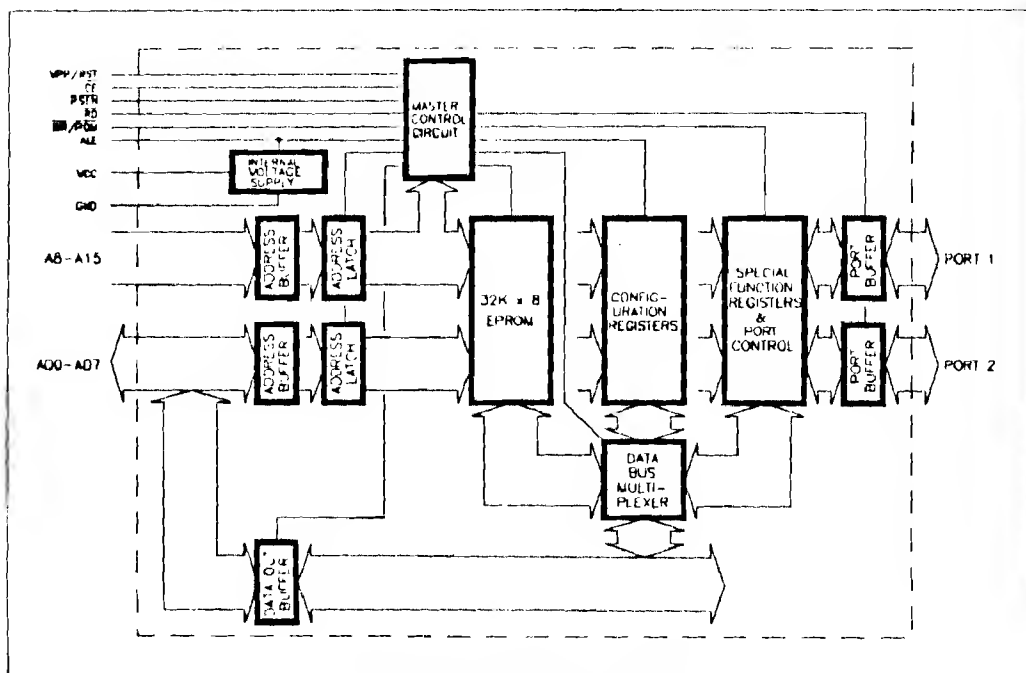 VPP/RST
CE
PSTR
RD
WR/PGM
ALE
VCC
GND
MASTER
CONTROL
CIRCUIT
INTERNAL
VOLTAGE
SUPPLY
A8-A15
ADDRESS
BUFFER
ADDRESS
LATCH
32K x 8
EPROM
CONFIG-
URATION
REGISTERS
SPECIAL
FUNCTION
REGISTERS
&
PORT
CONTROL
PORT
BUFFER
PORT 1
AD0-AD7
ADDRESS
BUFFER
ADDRESS
LATCH
PORT
BUFFER
PORT 2
DATA
BUS
MULTI-
PLEXER
DATA OUT
BUFFER